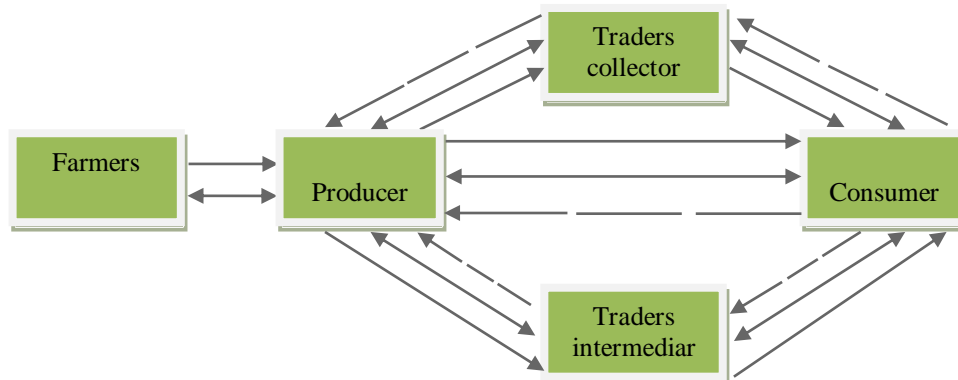 Traders
collector
Farmers
Producer
Consumer
Traders
intermediar